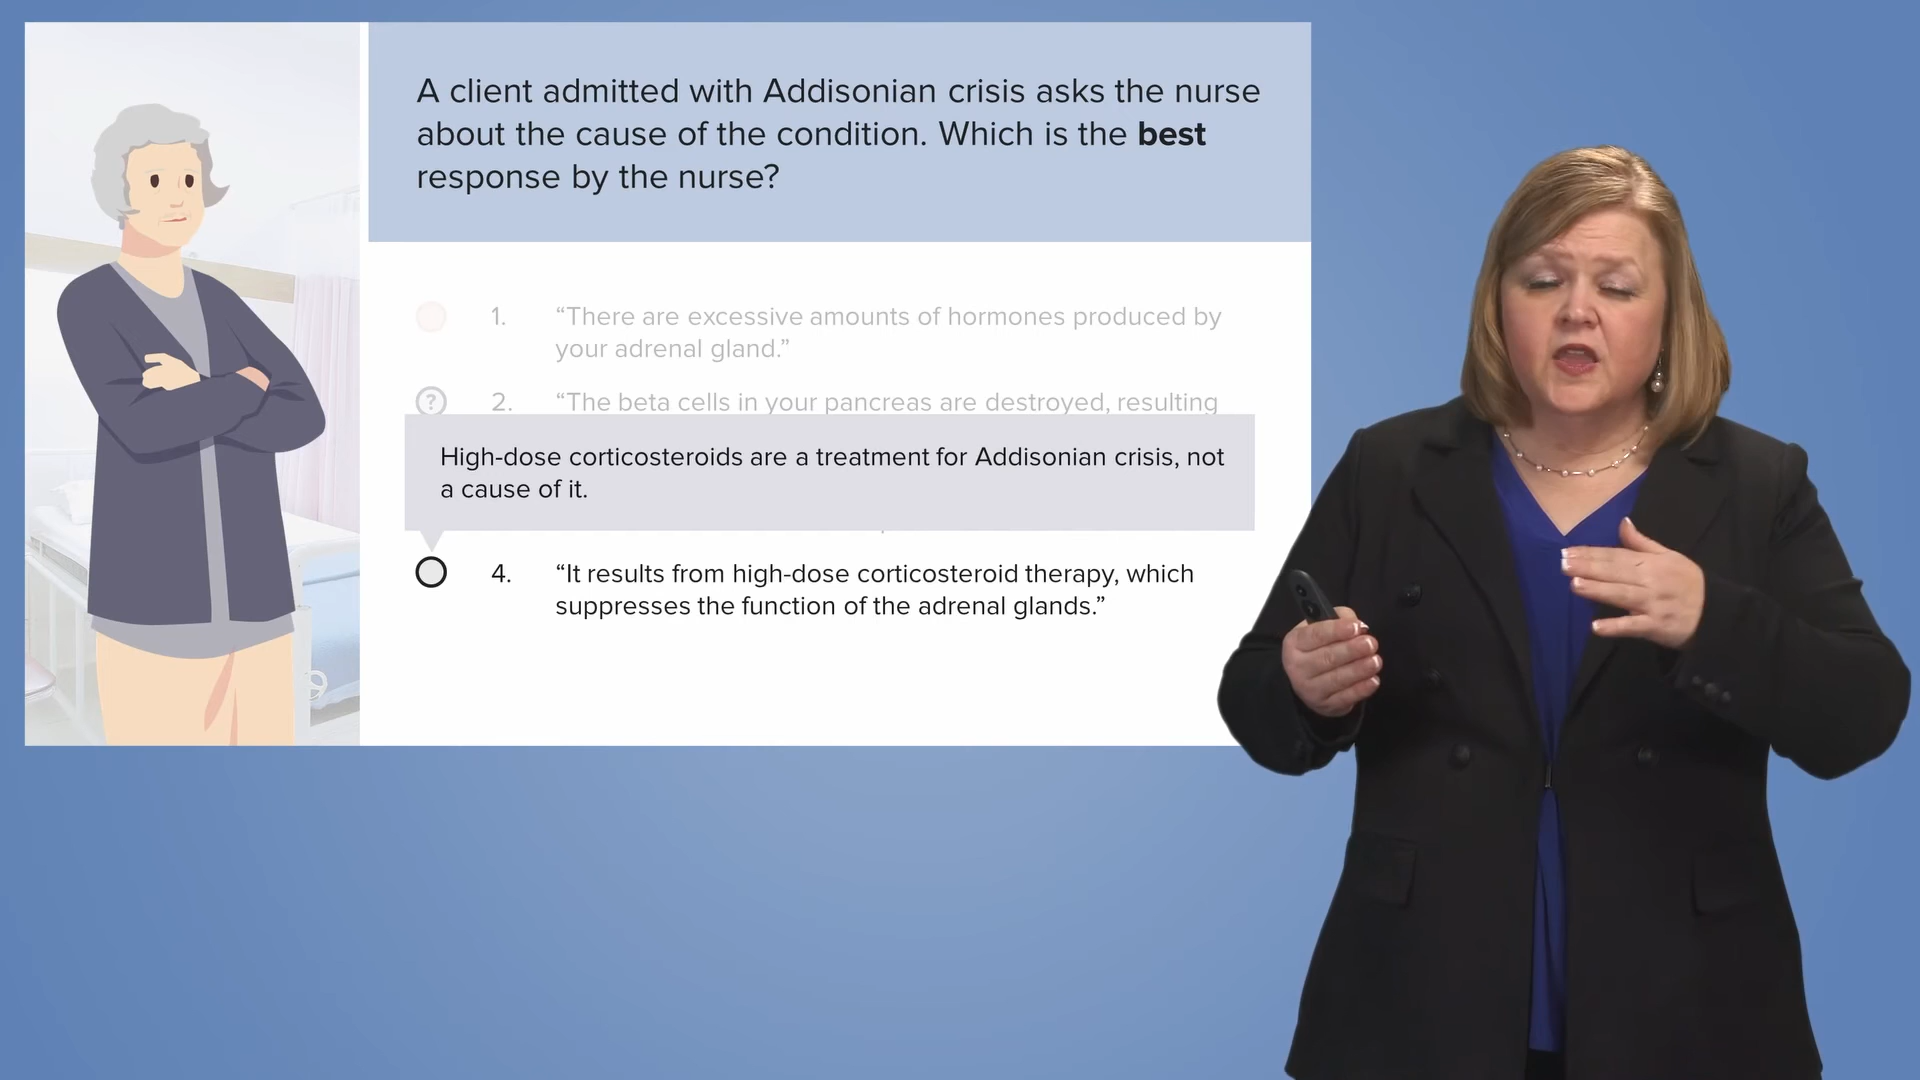 A client admitted with Addisonian crisis asks the nurse
about the cause of the condition. Which is the best
response by the nurse?
1. “There are excessive amounts of hormones produced by
your adrenal gland.”
? 2. “The beta cells in your pancreas are destroyed, resulting
High-dose corticosteroids are a treatment for Addisonian crisis, not
a cause of it.
4. “It results from high-dose corticosteroid therapy, which
suppresses the function of the adrenal glands.”